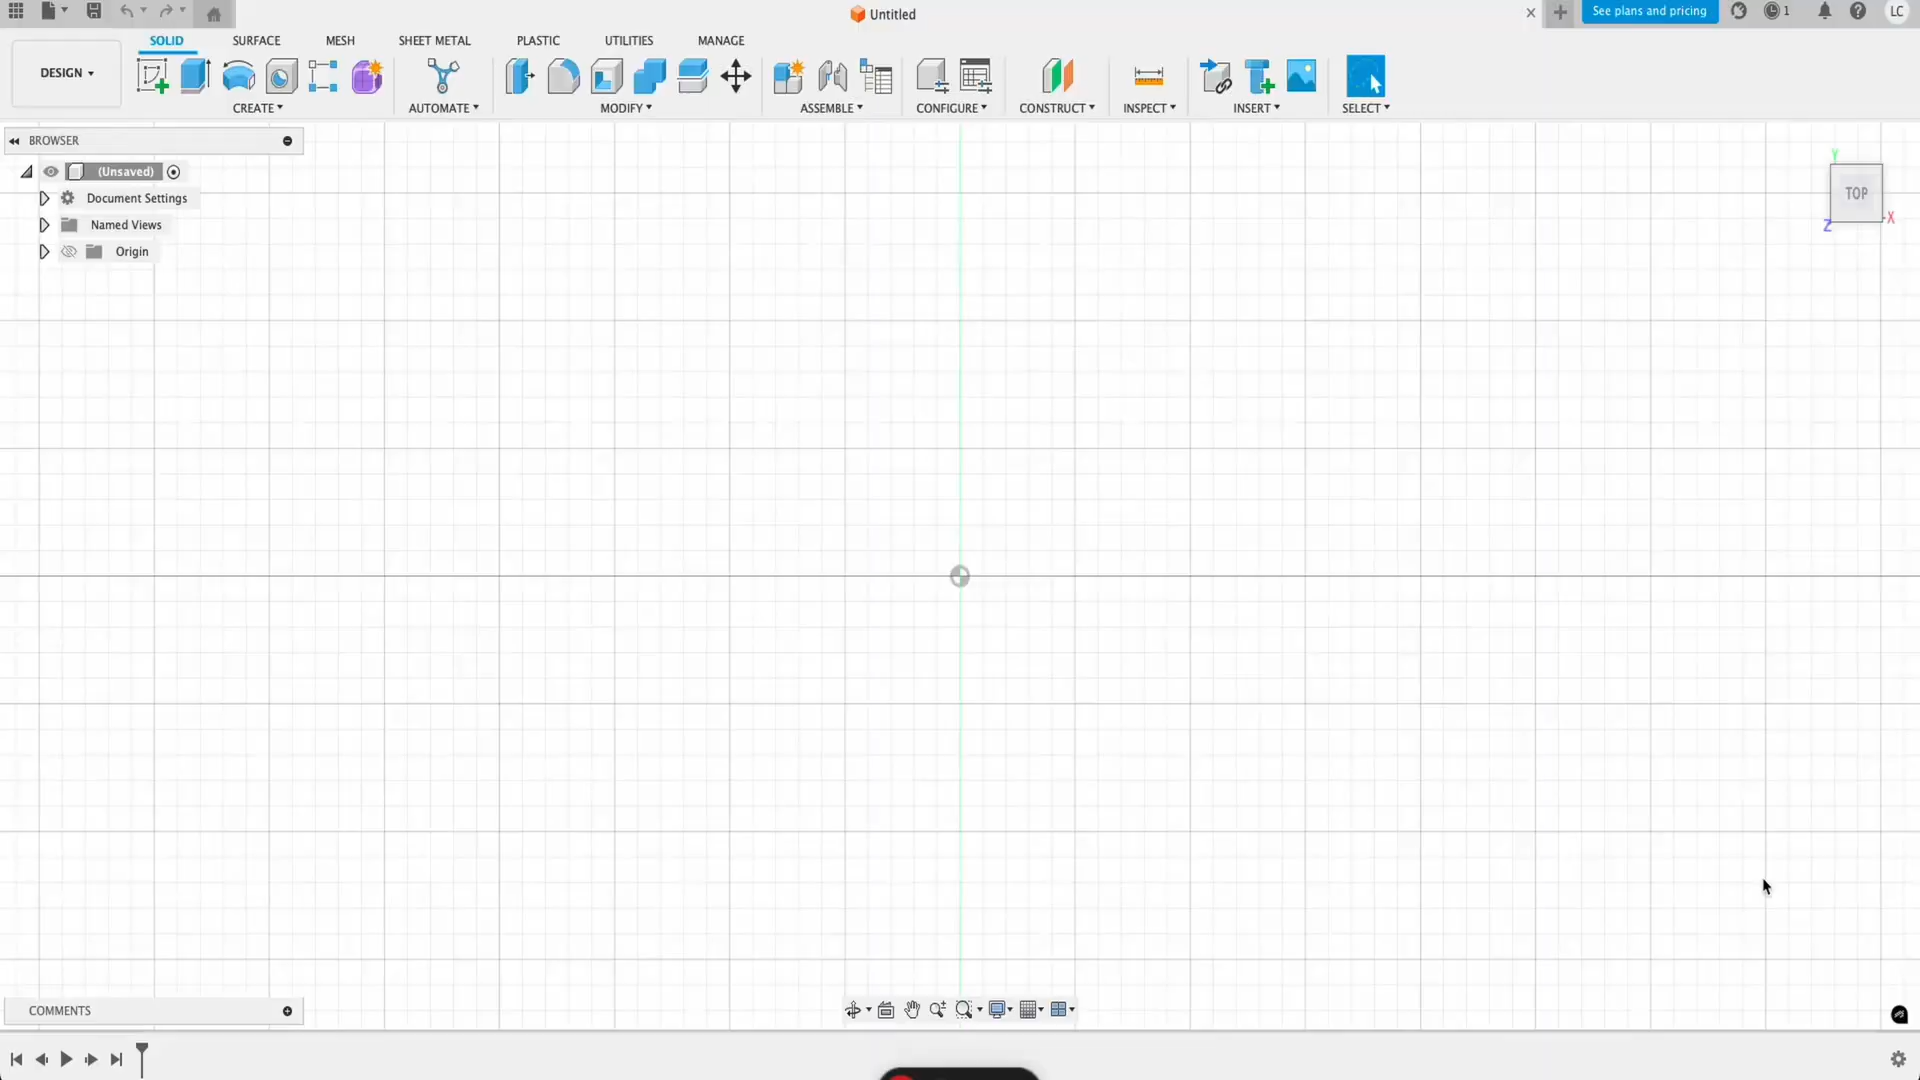 Untitled
See plans and pricing
1
LC
DESIGN
SOLID
SURFACE
MESH
SHEET METAL
PLASTIC
UTILITIES
MANAGE
CREATE
AUTOMATE
MODIFY
ASSEMBLE
CONFIGURE
CONSTRUCT
INSPECT
INSERT
SELECT
BROWSER
(Unsaved)
Document Settings
Named Views
Origin
Y
TOP
X
Z
COMMENTS